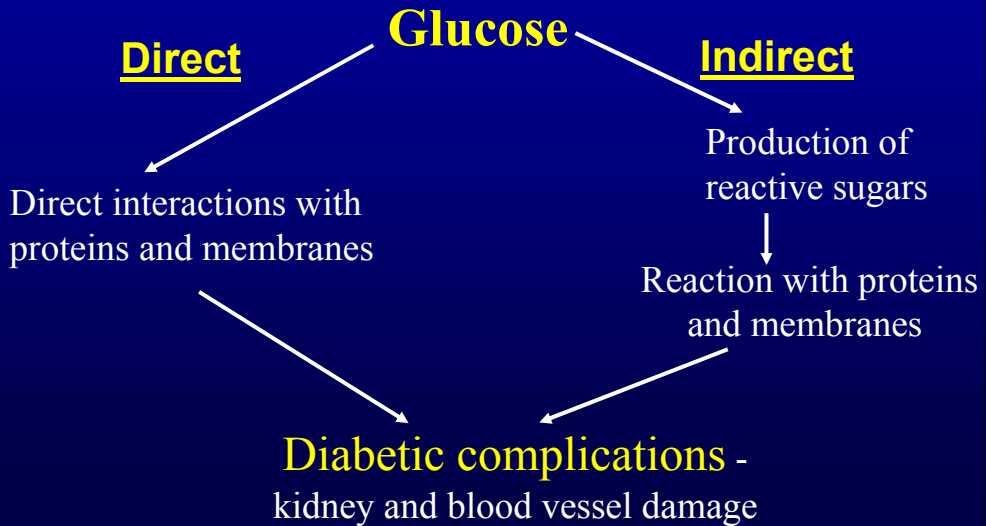 Glucose
Direct
Indirect
Direct interactions with
proteins and membranes
Production of
reactive sugars
Reaction with proteins
and membranes
Diabetic complications -
kidney and blood vessel damage